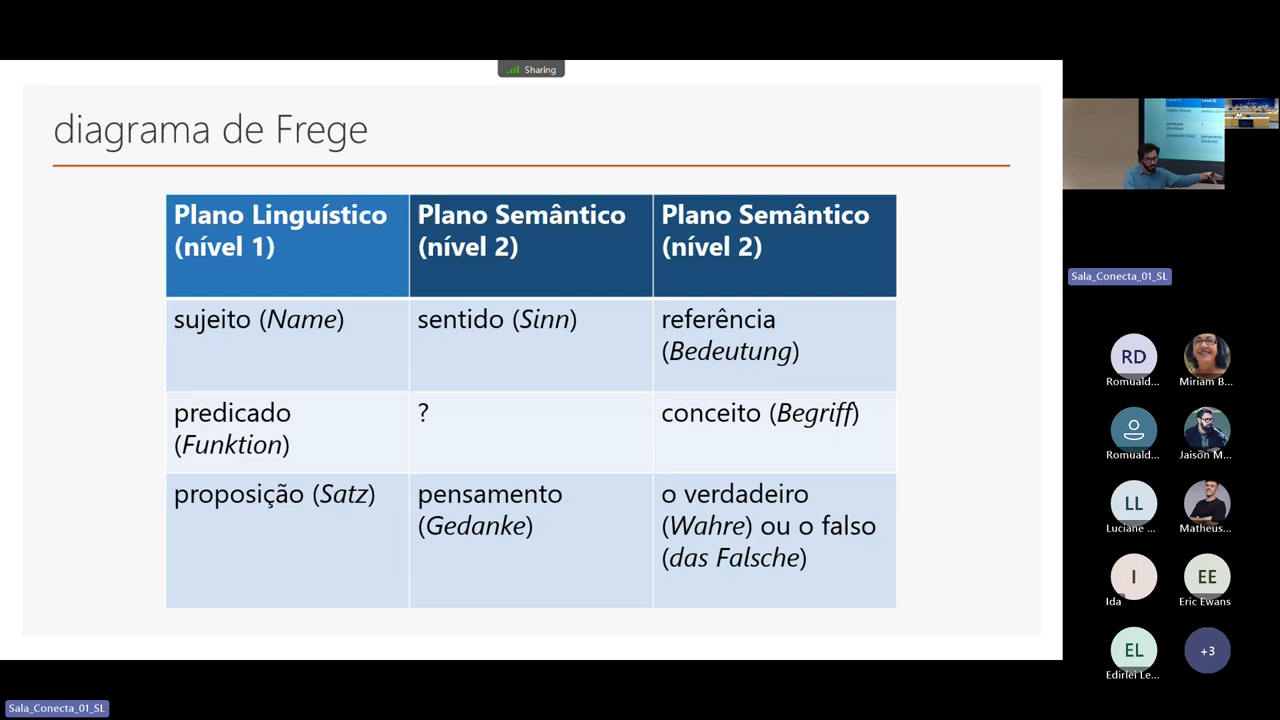 Sharing
diagrama de Frege
Plano Linguístico
(nível 1)
Plano Semântico
(nível 2)
Plano Semântico
(nível 2)
sujeito (Name)
sentido (Sinn)
referência
(Bedeutung)
predicado
(Funktion)
?
conceito (Begriff)
proposição (Satz)
pensamento
(Gedanke)
o verdadeiro
(Wahre) ou o falso
(das Falsche)
Sala_Conecta_01_SL
RD
Romuald...
Miriam B...
Romuald...
Jaison M...
LL
Luciane ...
Matheus...
I
Ida
EE
Eric Ewans
EL
Edirlei Le...
+3
Sala_Conecta_01_SL